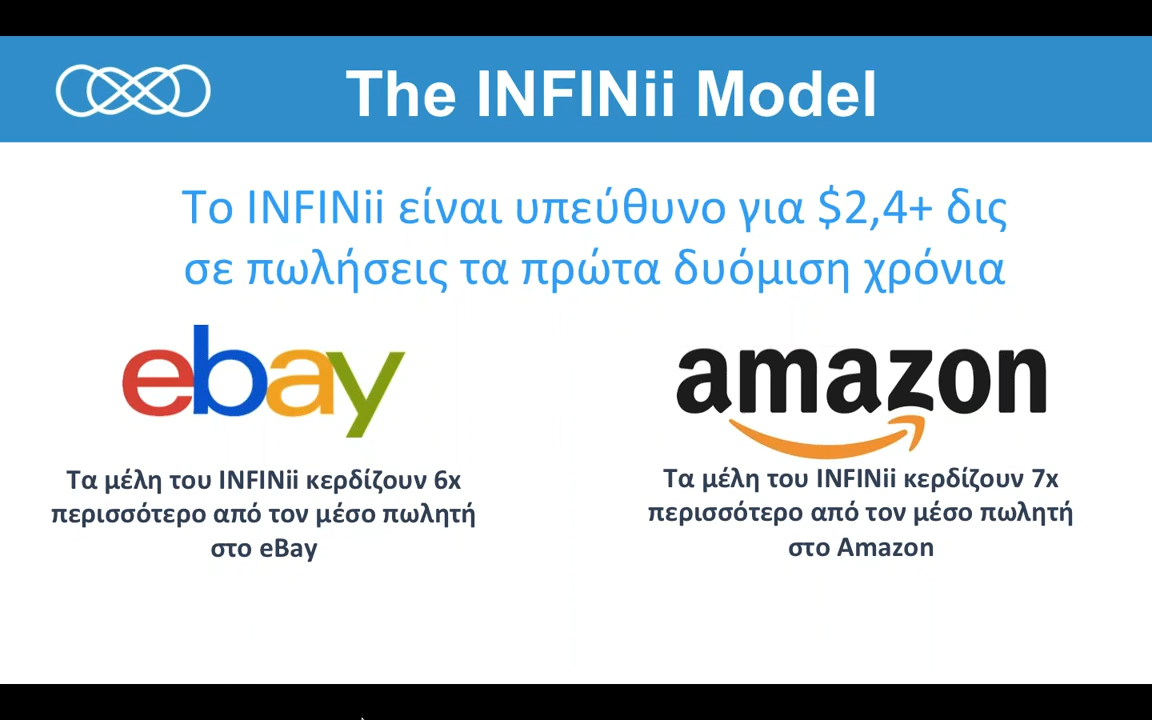 The INFINii Model
Το INFINii είναι υπεύθυνο για $2,4+ δις
σε πωλήσεις τα πρώτα δυόμιση χρόνια
ebay
amazon
Τα μέλη του INFINii κερδίζουν 6x
περισσότερο από τον μέσο πωλητή
στο eBay
Τα μέλη του INFINii κερδίζουν 7x
περισσότερο από τον μέσο πωλητή
στο Amazon